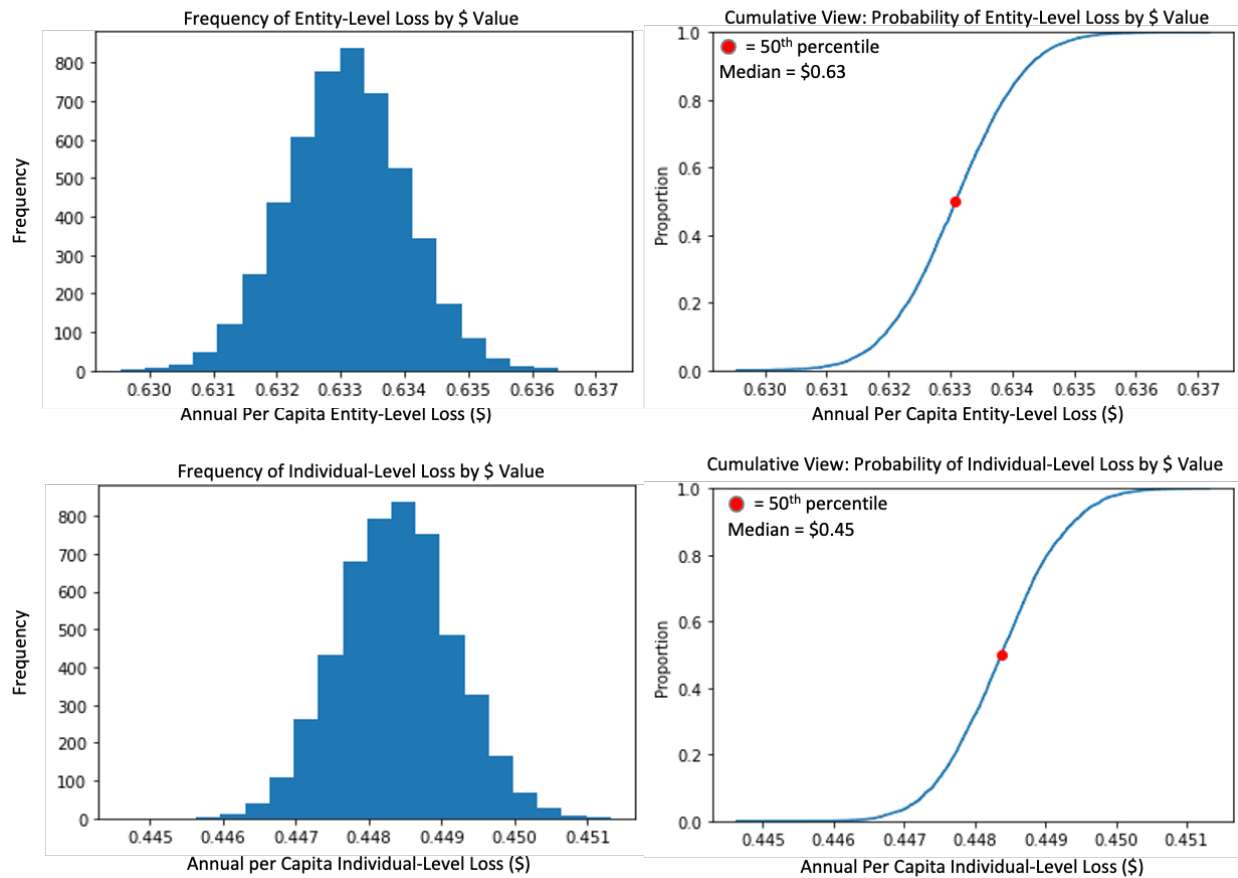 Frequency of Entity-Level Loss by $ Value
800
700
600
500
400
300
200
100
0
Frequency
0.630 0.631 0.632 0.633 0.634 0.635 0.636 0.637
Annual Per Capita Entity-Level Loss ($)
Cumulative View: Probability of Entity-Level Loss by $ Value
= 50th percentile
Median = $0.63
1.0
0.8
0.6
0.4
0.2
0.0
Proportion
0.630 0.631 0.632 0.633 0.634 0.635 0.636 0.637
Annual Per Capita Entity-Level Loss ($)
Frequency of Individual-Level Loss by $ Value
800
700
600
500
400
300
200
100
0
Frequency
0.445 0.446 0.447 0.448 0.449 0.450 0.451
Annual per Capita Individual-Level Loss ($)
Cumulative View: Probability of Individual-Level Loss by $ Value
= 50th percentile
Median = $0.45
1.0
0.8
0.6
0.4
0.2
0.0
Proportion
0.445 0.446 0.447 0.448 0.449 0.450 0.451
Annual Per Capita Individual-Level Loss ($)